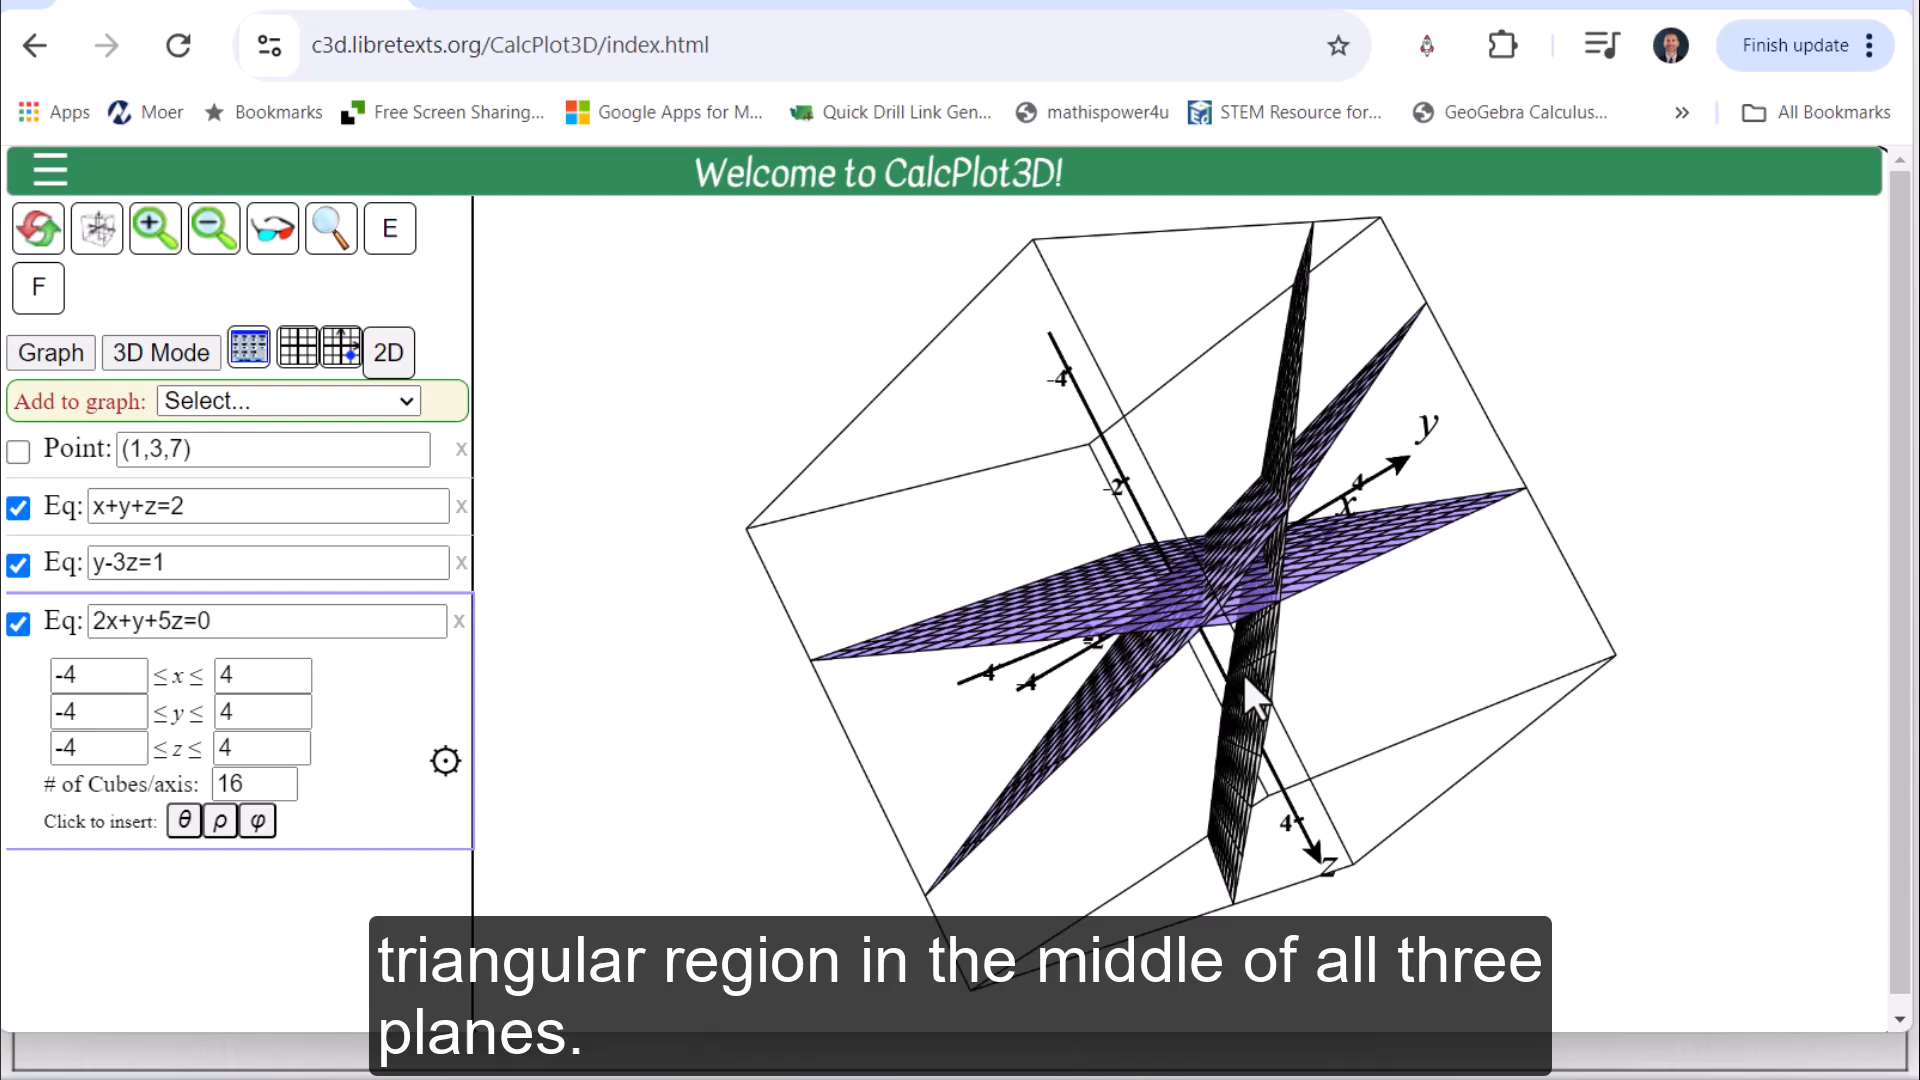 c3d.libretexts.org/CalcPlot3D/index.html
Finish update
Apps
Moer
Bookmarks
Free Screen Sharing...
Google Apps for M...
Quick Drill Link Gen...
mathispower4u
STEM Resource for...
GeoGebra Calculus...
»
All Bookmarks
Welcome to CalcPlot3D!
E
F
Graph
3D Mode
2D
Add to graph: Select...
Point: (1,3,7) x
Eq: x+y+z=2 x
Eq: y-3z=1 x
Eq: 2x+y+5z=0 x
-4 ≤ x ≤ 4
-4 ≤ y ≤ 4
-4 ≤ z ≤ 4
# of Cubes/axis: 16
Click to insert: θ ρ φ
-4
-2
y
4
x
-2
-4
-4
4
z
triangular region in the middle of all three
planes.